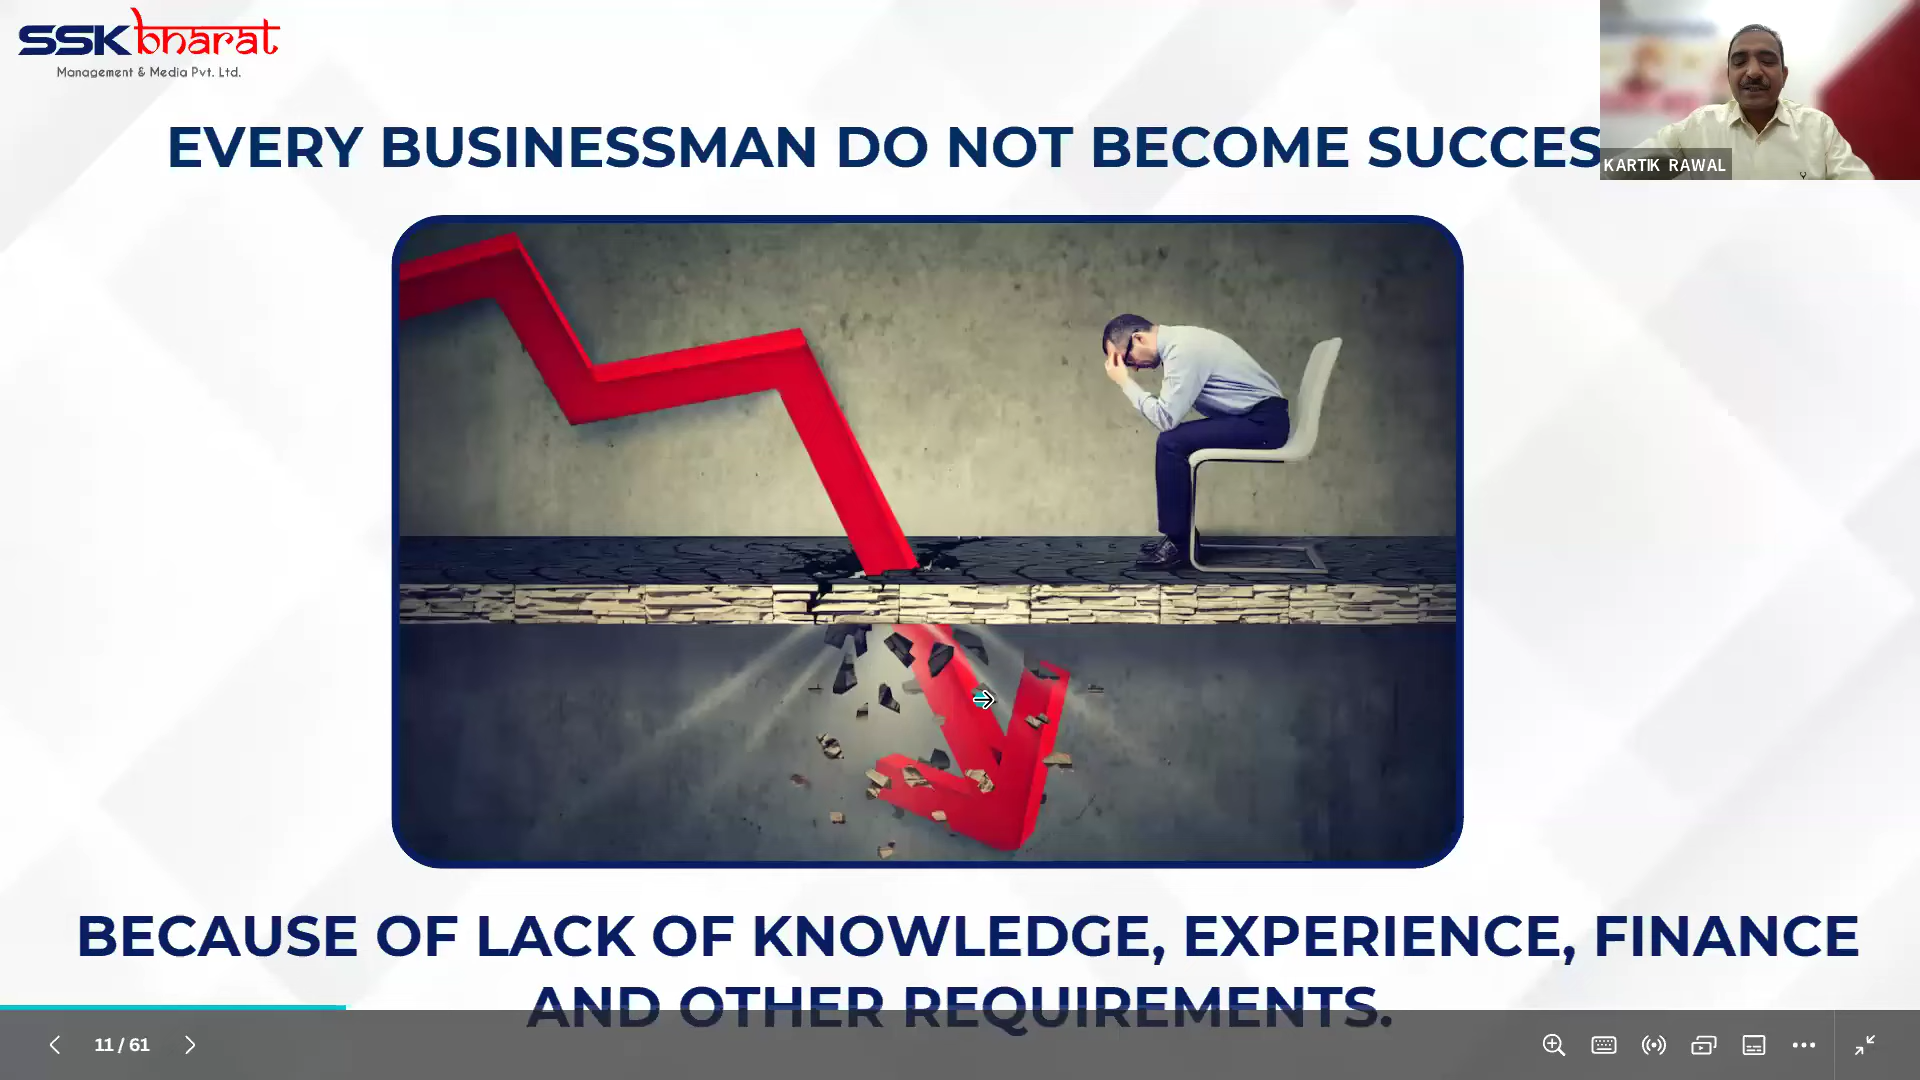 SSK bharat
Management & Media Pvt. Ltd.
EVERY BUSINESSMAN DO NOT BECOME SUCCES
KARTIK RAWAL
BECAUSE OF LACK OF KNOWLEDGE, EXPERIENCE, FINANCE
AND OTHER REQUIREMENTS.
11 / 61